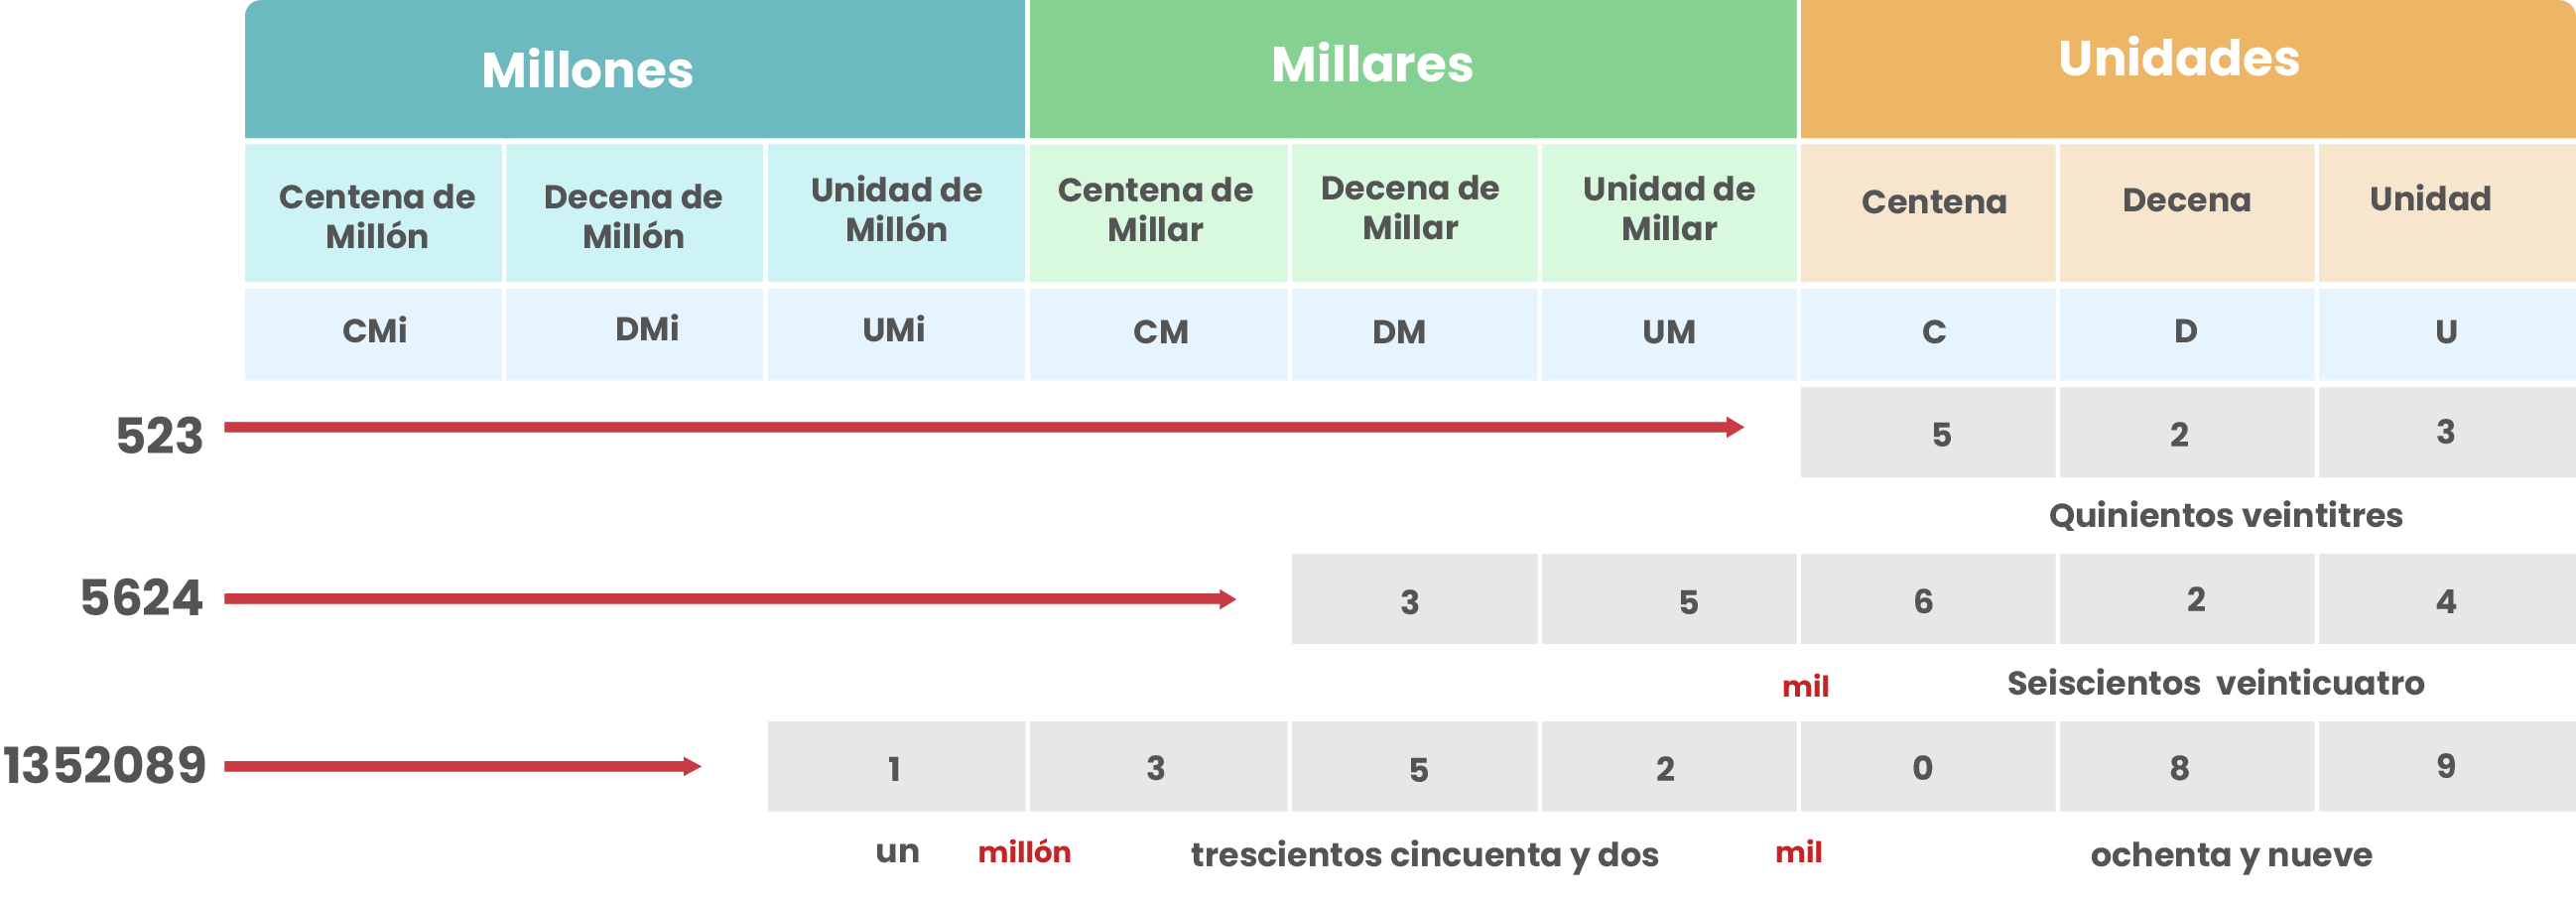 Millones Millares Unidades
Centena de Millón Decena de Millón Unidad de Millón Centena de Millar Decena de Millar Unidad de Millar Centena Decena Unidad
CMi DMi UMi CM DM UM C D U
523 5 2 3
Quinientos veintitres
5624 3 5 6 2 4
mil Seiscientos veinticuatro
1352089 1 3 5 2 0 8 9
un millón trescientos cincuenta y dos mil ochenta y nueve